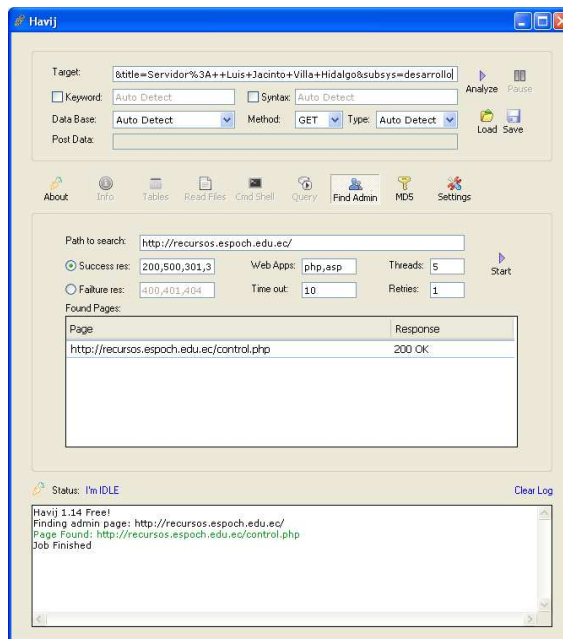 Havij
Target: &title=Servidor%3A++Luis+Jacinto+Villa+Hidalgo&subsys=desarrollo
Analyze Pause
Keyword: Auto Detect Syntax: Auto Detect
Data Base: Auto Detect Method: GET Type: Auto Detect
Load Save
Post Data:
About Info Tables Read Files Cmd Shell Query Find Admin MD5 Settings
Path to search: http://recursos.espoch.edu.ec/
Success res: 200,500,301,3 Web Apps: php,asp Threads: 5
Start
Failture res: 400,401,404 Time out: 10 Retries: 1
Found Pages:
Page Response
http://recursos.espoch.edu.ec/control.php 200 OK
Status: I'm IDLE Clear Log
Havij 1.14 Free!
Finding admin page: http://recursos.espoch.edu.ec/
Page Found: http://recursos.espoch.edu.ec/control.php
Job Finished